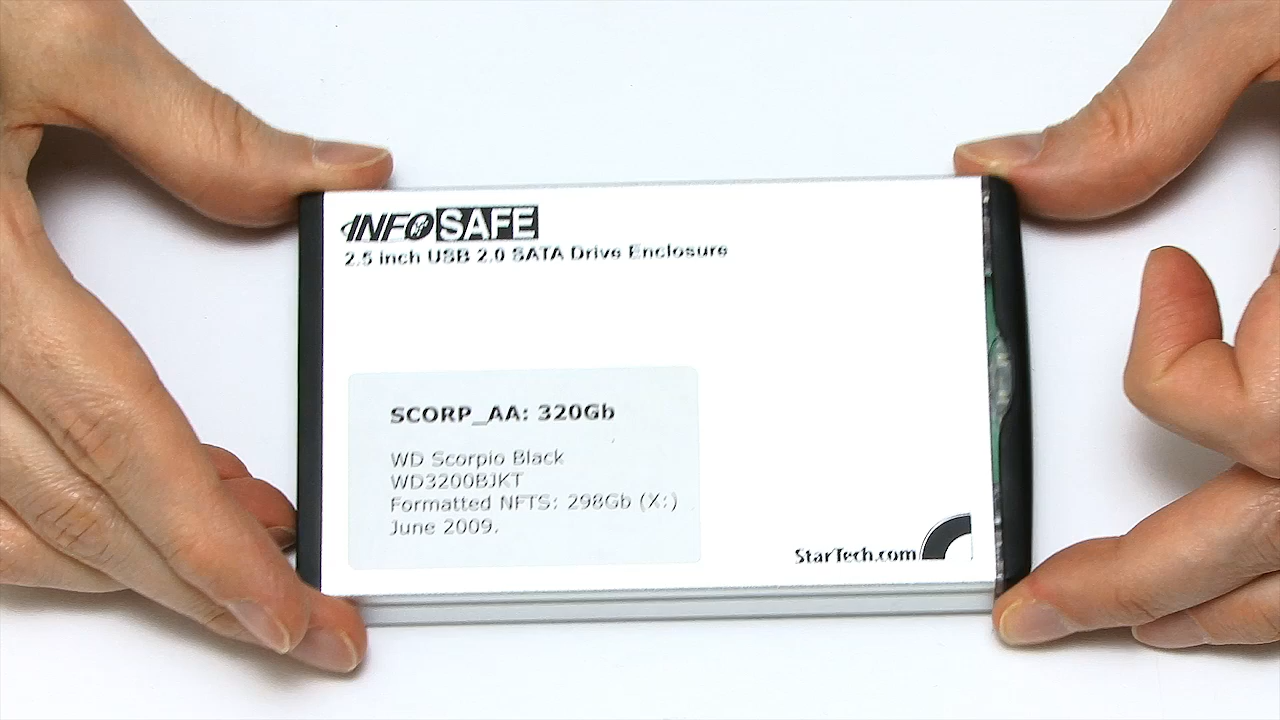 INFOSAFE
2.5 inch USB 2.0 SATA Drive Enclosure
SCORP_AA: 320Gb
WD Scorpio Black
WD3200BJKT
Formatted NFTS: 298Gb (X:)
June 2009.
StarTech.com